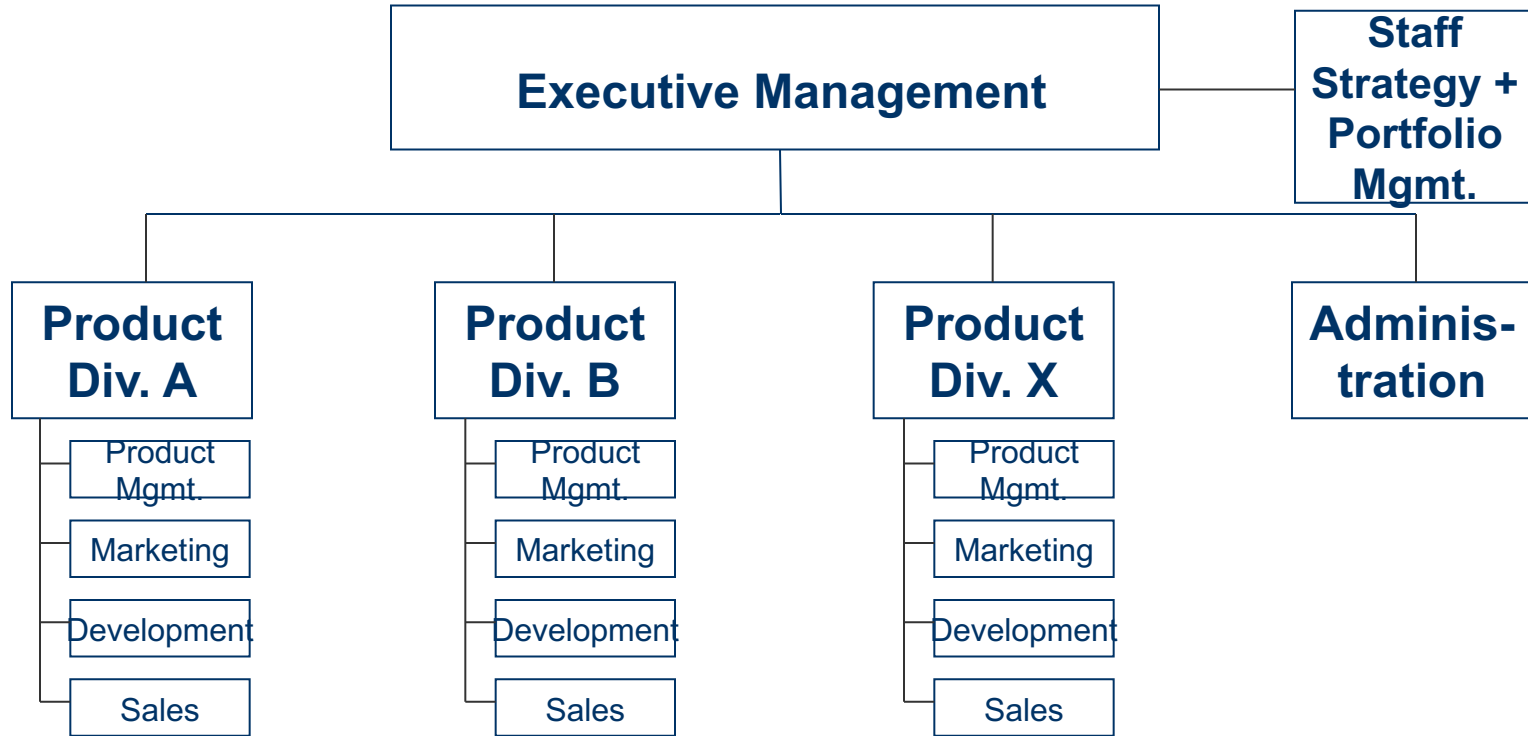 Executive Management
Staff
Strategy +
Portfolio
Mgmt.
Product
Div. A
Product
Div. B
Product
Div. X
Adminis-
tration
Product
Mgmt.
Marketing
Development
Sales
Product
Mgmt.
Marketing
Development
Sales
Product
Mgmt.
Marketing
Development
Sales